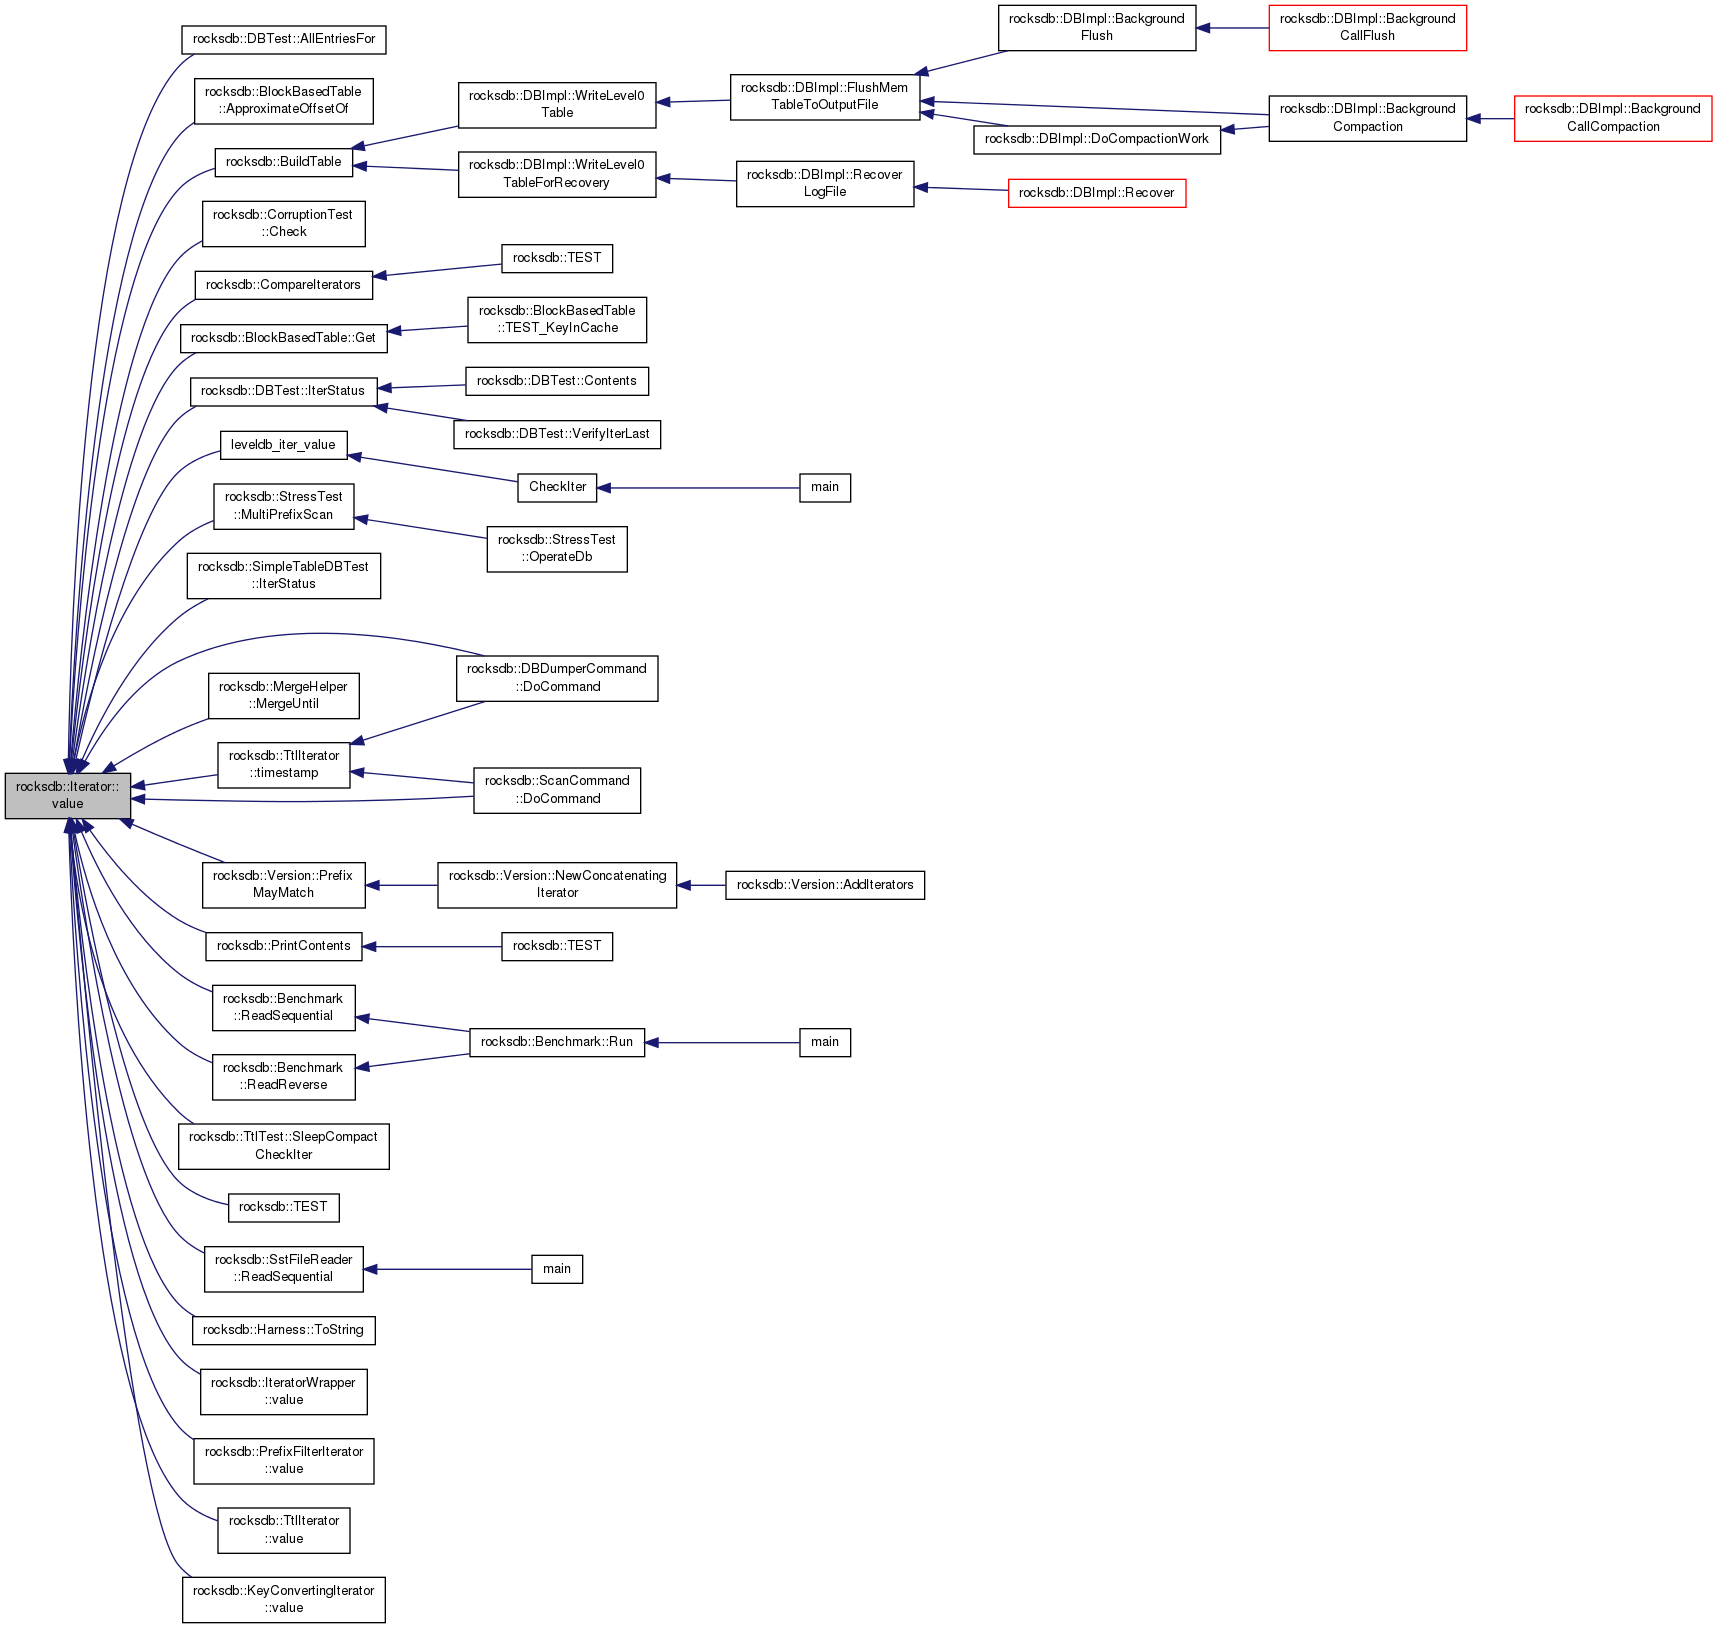 rocksdb::DBTest::AllEntriesFor
rocksdb::BlockBasedTable
::ApproximateOffsetOf
rocksdb::BuildTable
rocksdb::DBImpl::WriteLevel0
Table
rocksdb::DBImpl::WriteLevel0
TableForRecovery
rocksdb::DBImpl::FlushMem
TableToOutputFile
rocksdb::DBImpl::Recover
LogFile
rocksdb::DBImpl::Background
Flush
rocksdb::DBImpl::DoCompactionWork
rocksdb::DBImpl::Recover
rocksdb::DBImpl::Background
CallFlush
rocksdb::DBImpl::Background
Compaction
rocksdb::DBImpl::Background
CallCompaction
rocksdb::CorruptionTest
::Check
rocksdb::CompareIterators
rocksdb::TEST
rocksdb::BlockBasedTable::Get
rocksdb::BlockBasedTable
::TEST_KeyInCache
rocksdb::DBTest::IterStatus
rocksdb::DBTest::Contents
rocksdb::DBTest::VerifyIterLast
leveldb_iter_value
CheckIter
main
rocksdb::StressTest
::MultiPrefixScan
rocksdb::StressTest
::OperateDb
rocksdb::SimpleTableDBTest
::IterStatus
rocksdb::DBDumperCommand
::DoCommand
rocksdb::MergeHelper
::MergeUntil
rocksdb::TtlIterator
::timestamp
rocksdb::ScanCommand
::DoCommand
rocksdb::Iterator::
value
rocksdb::Version::Prefix
MayMatch
rocksdb::Version::NewConcatenating
Iterator
rocksdb::Version::AddIterators
rocksdb::PrintContents
rocksdb::TEST
rocksdb::Benchmark
::ReadSequential
rocksdb::Benchmark::Run
main
rocksdb::Benchmark
::ReadReverse
rocksdb::TtlTest::SleepCompact
CheckIter
rocksdb::TEST
rocksdb::SstFileReader
::ReadSequential
main
rocksdb::Harness::ToString
rocksdb::IteratorWrapper
::value
rocksdb::PrefixFilterIterator
::value
rocksdb::TtlIterator
::value
rocksdb::KeyConvertingIterator
::value